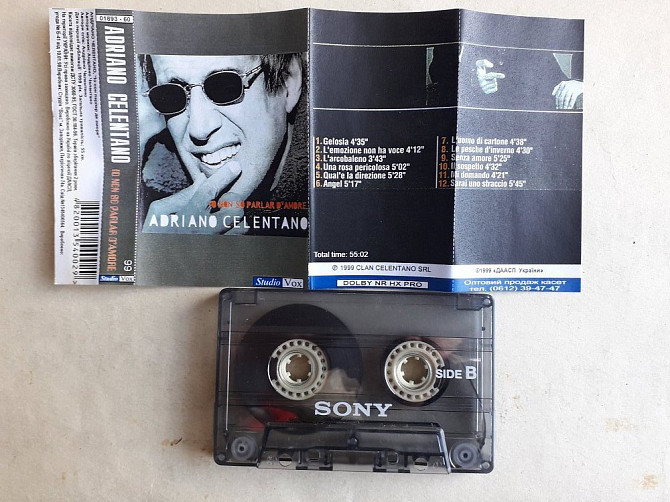 01893 - 60
ADRIANO CELENTANO
IO NON SO PARLAR D'AMORE
99
9820013540029
Studio Vox
IO NON SO PARLAR D'AMORE
ADRIANO CELENTANO
Studio Vox
1. Gelosia 4'35"
2. L'emozione non ha voce 4'12"
3. L'arcobaleno 3'43"
4. Una rosa pericolosa 5'02"
5. Qual'e la direzione 5'28"
6. Angel 5'17"
7. L'uomo di cartone 4'38"
8. Le pesche d'inverno 4'30"
9. Senza amore 5'25"
10. Il sospello 4'32"
11. Mi domando 4'21"
12. Sarai uno straccio 5'45"
Total time: 55:02
℗ 1999 CLAN CELENTANO SRL
©1999 «ДААСП України»
DOLBY NR HX PRO
Оптовий продаж касет
тел. (0612) 39-47-47
SIDE B
SONY